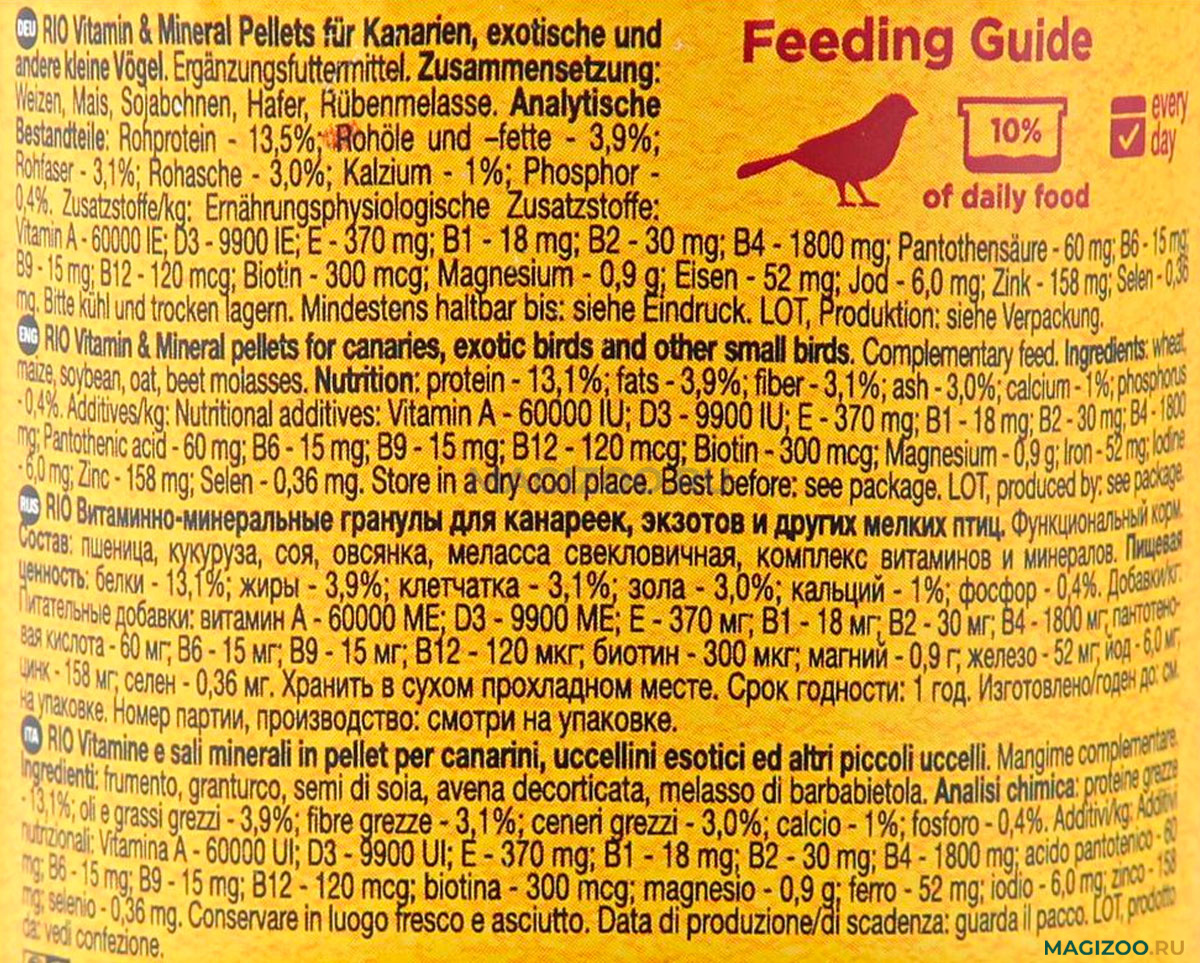 DEU RIO Vitamin & Mineral Pellets für Kanarien, exotische und
andere kleine Vögel. Ergänzungsfuttermittel. Zusammensetzung:
Weizen, Mais, Sojabohnen, Hafer, Rübenmelasse. Analytische
Bestandteile: Rohprotein - 13,5%; Rohöle und –fette - 3,9%;
Rohfaser - 3,1%; Rohasche - 3,0%; Kalzium - 1%; Phosphor -
0,4%. Zusatzstoffe/kg: Ernährungsphysiologische Zusatzstoffe:
Feeding Guide
10%
of daily food
every
day
Vitamin A - 60000 IE; D3 - 9900 IE; E - 370 mg; B1 - 18 mg; B2 - 30 mg; B4 - 1800 mg; Pantothensäure - 60 mg; B6 - 15 mg;
B9 - 15 mg; B12 - 120 mcg; Biotin - 300 mcg; Magnesium - 0,9 g; Eisen - 52 mg; Jod - 6,0 mg; Zink - 158 mg; Selen - 0,36
mg. Bitte kühl und trocken lagern. Mindestens haltbar bis: siehe Eindruck. LOT, Produktion: siehe Verpackung.
ENG RIO Vitamin & Mineral pellets for canaries, exotic birds and other small birds. Complementary feed. Ingredients: wheat,
maize, soybean, oat, beet molasses. Nutrition: protein - 13,1%; fats - 3,9%; fiber - 3,1%; ash - 3,0%; calcium - 1%; phosphorus
- 0,4%. Additives/kg: Nutritional additives: Vitamin A - 60000 IU; D3 - 9900 IU; E - 370 mg; B1 - 18 mg; B2 - 30 mg; B4 - 1800
mg; Pantothenic acid - 60 mg; B6 - 15 mg; B9 - 15 mg; B12 - 120 mcg; Biotin - 300 mcg; Magnesium - 0,9 g; Iron - 52 mg; Iodine
- 6,0 mg; Zinc - 158 mg; Selen - 0,36 mg. Store in a dry cool place. Best before: see package. LOT, produced by: see package.
RUS RIO Витаминно-минеральные гранулы для канареек, экзотов и других мелких птиц. Функциональный корм.
Состав: пшеница, кукуруза, соя, овсянка, меласса свекловичная, комплекс витаминов и минералов. Пищевая
ценность: белки - 13,1%; жиры - 3,9%; клетчатка - 3,1%; зола - 3,0%; кальций - 1%; фосфор - 0,4%. Добавки/кг:
Питательные добавки: витамин A - 60000 ME; D3 - 9900 ME; E - 370 мг; B1 - 18 мг; B2 - 30 мг; B4 - 1800 мг; пантотено-
вая кислота - 60 мг; B6 - 15 мг; B9 - 15 мг; B12 - 120 мкг; биотин - 300 мкг; магний - 0,9 г; железо - 52 мг; йод - 6,0 мг;
цинк - 158 мг; селен - 0,36 мг. Хранить в сухом прохладном месте. Срок годности: 1 год. Изготовлено/годен до: см.
на упаковке. Номер партии, производство: смотри на упаковке.
ITA RIO Vitamine e sali minerali in pellet per canarini, uccellini esotici ed altri piccoli uccelli. Mangime complementare.
Ingredienti: frumento, granturco, semi di soia, avena decorticata, melasso di barbabietola. Analisi chimica: proteine grezze
- 13,1%; oli e grassi grezzi - 3,9%; fibre grezze - 3,1%; ceneri grezzi - 3,0%; calcio - 1%; fosforo - 0,4%. Additivi/kg: Additivi
nutrizionali: Vitamina A - 60000 UI; D3 - 9900 UI; E - 370 mg; B1 - 18 mg; B2 - 30 mg; B4 - 1800 mg; acido pantotenico - 60
mg; B6 - 15 mg; B9 - 15 mg; B12 - 120 mcg; biotina - 300 mcg; magnesio - 0,9 g; ferro - 52 mg; iodio - 6,0 mg; zinco - 158
mg; selenio - 0,36 mg. Conservare in luogo fresco e asciutto. Data di produzione/di scadenza: guarda il pacco. LOT, prodotto
da: vedi confezione.
MAGIZOO.RU